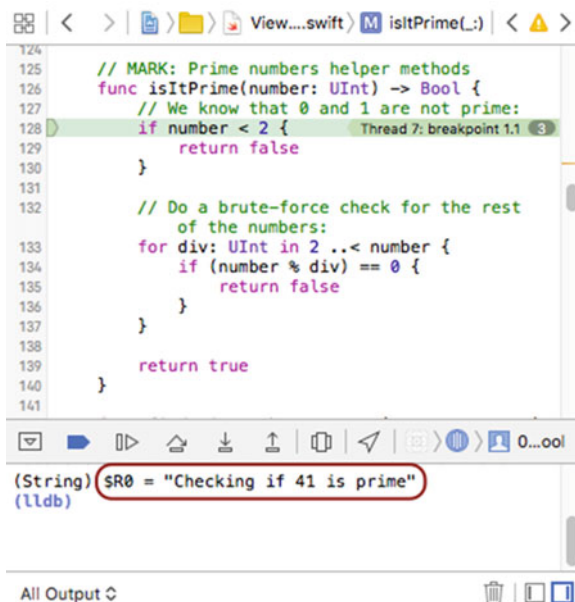 View....swift M isItPrime(_:)
124
125 // MARK: Prime numbers helper methods
126 func isItPrime(number: UInt) -> Bool {
127 // We know that 0 and 1 are not prime:
128 if number < 2 { Thread 7: breakpoint 1.1 3
129 return false
130 }
131
132 // Do a brute-force check for the rest
of the numbers:
133 for div: UInt in 2 ..< number {
134 if (number % div) == 0 {
135 return false
136 }
137 }
138
139 return true
140 }
141
0...ool
(String) $R0 = "Checking if 41 is prime"
(lldb)
All Output